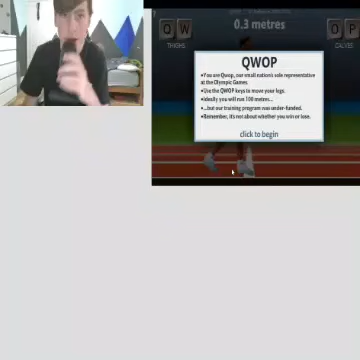 0.3 metres
Q W O P
THIGHS CALVES
QWOP
•You are Qwop, our small nation's sole representative
at the Olympic Games.
•Use the QWOP keys to move your legs.
•Ideally you will run 100 metres...
•...but our training program was under-funded.
•Remember, it's not about whether you win or lose.
click to begin